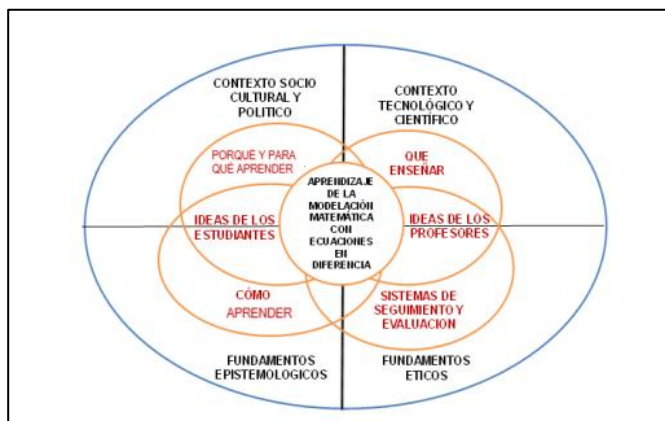 CONTEXTO SOCIO
CULTURAL Y
POLITICO
CONTEXTO
TECNOLÓGICO Y
CIENTÍFICO
PORQUE Y PARA
QUÉ APRENDER
QUE
ENSEÑAR
APRENDIZAJE
DE LA
MODELACIÓN
MATEMÁTICA
CON
ECUACIONES
EN
DIFERENCIA
IDEAS DE LOS
ESTUDIANTES
IDEAS DE LOS
PROFESORES
CÓMO
APRENDER
SISTEMAS DE
SEGUIMIENTO Y
EVALUACION
FUNDAMENTOS
EPISTEMOLOGICOS
FUNDAMENTOS
ETICOS